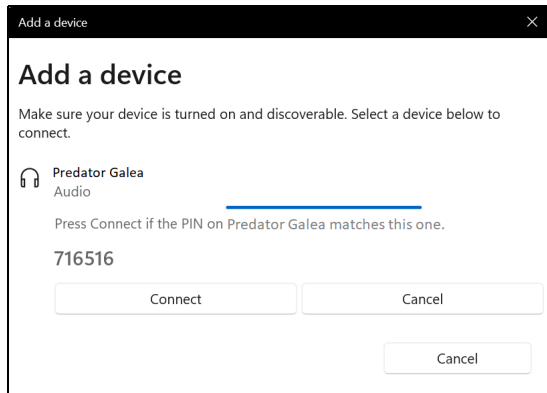 Add a device
Add a device
Make sure your device is turned on and discoverable. Select a device below to
connect.
Predator Galea
Audio
Press Connect if the PIN on Predator Galea matches this one.
716516
Connect
Cancel
Cancel